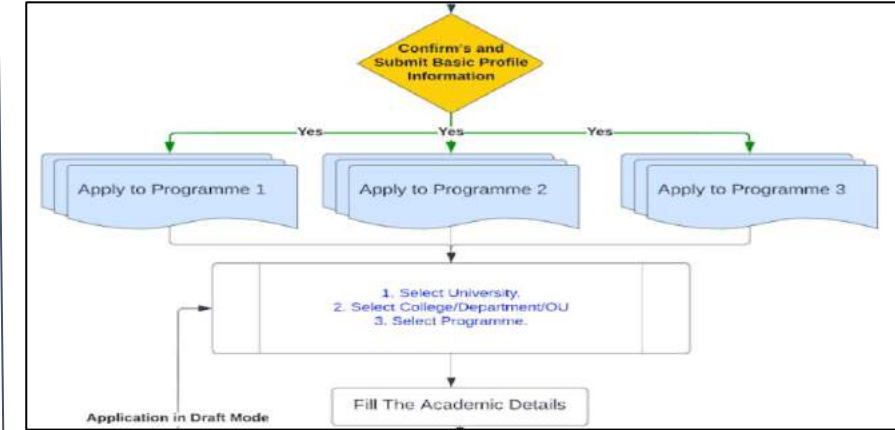 Confirm's and
Submit Basic Profile
Information
Yes
Yes
Yes
Apply to Programme 1
Apply to Programme 2
Apply to Programme 3
1. Select University.
2. Select College/Department/OU
3. Select Programme.
Fill The Academic Details
Application in Draft Mode